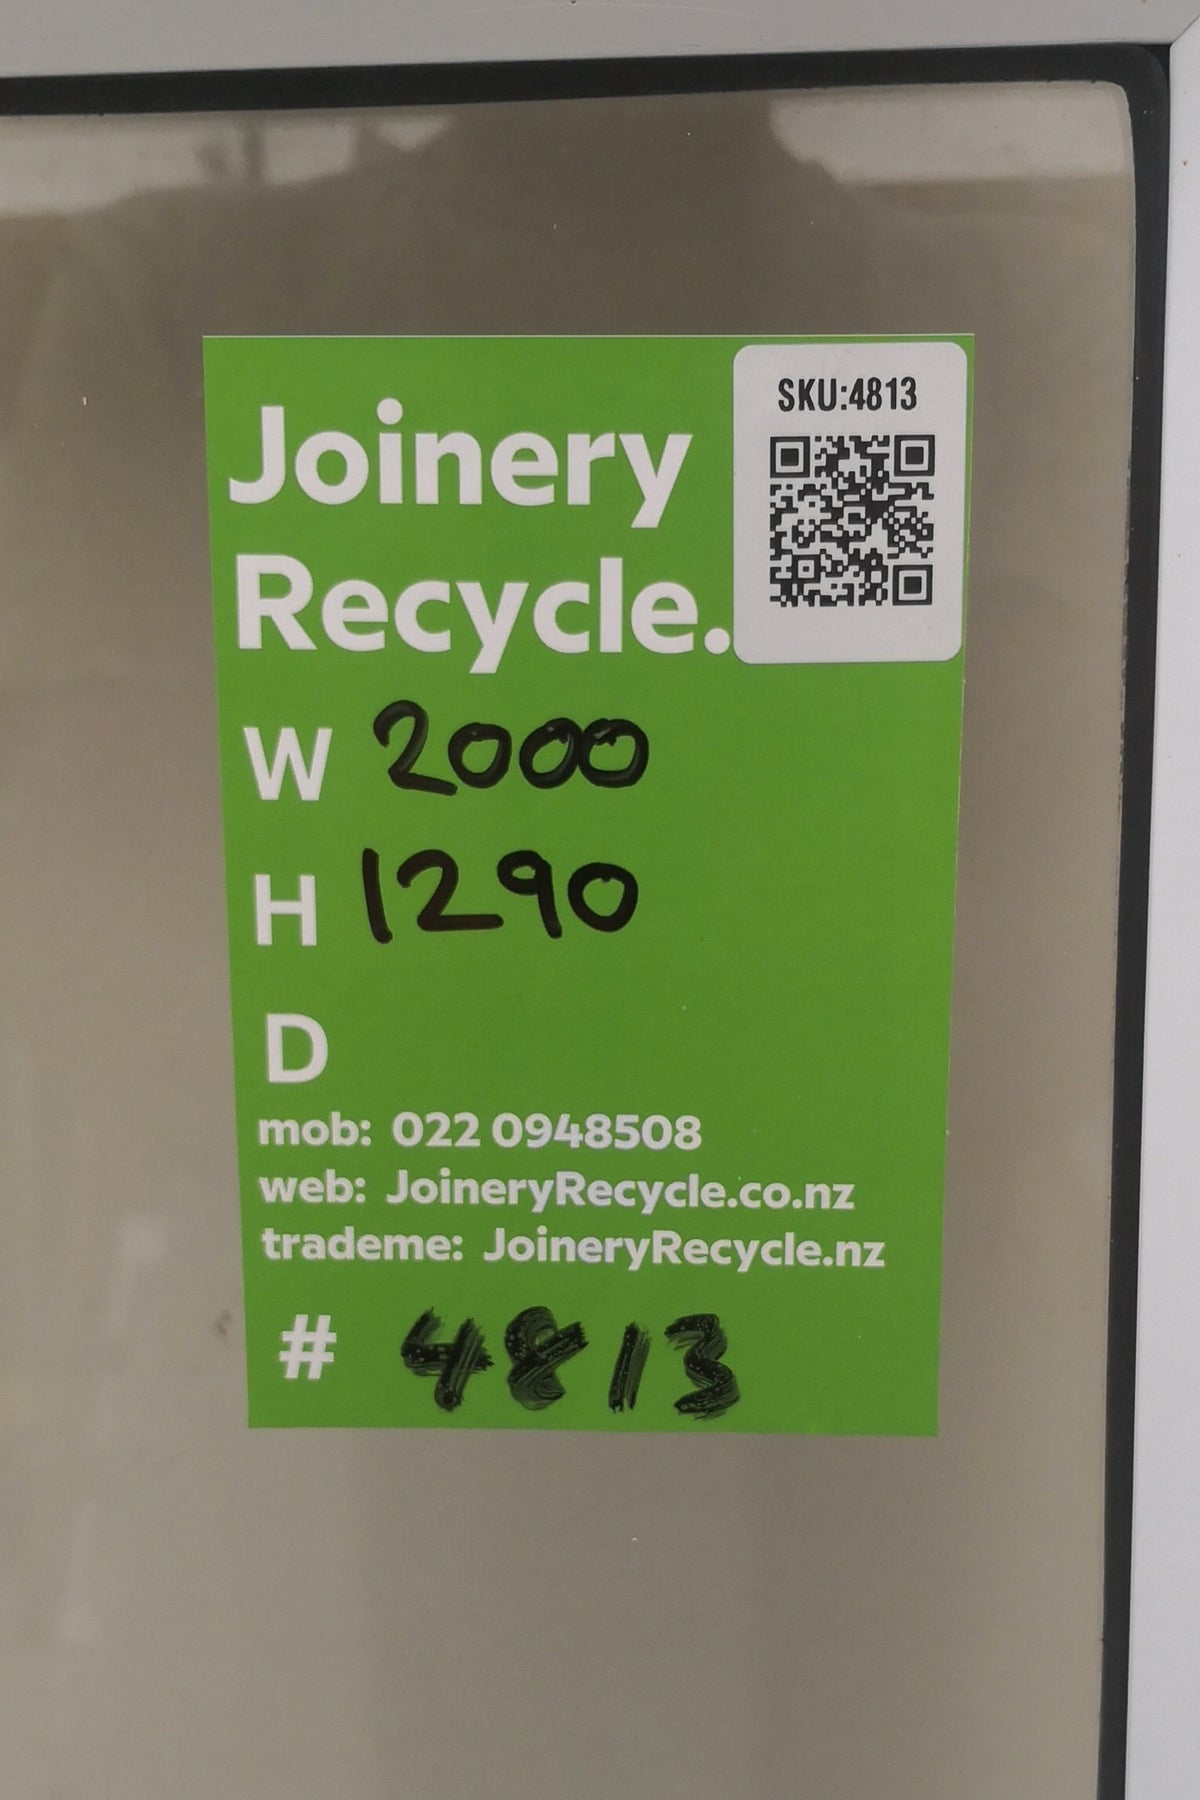 SKU:4813
Joinery
Recycle.
W 2000
H 1290
D
mob: 022 0948508
web: JoineryRecycle.co.nz
trademe: JoineryRecycle.nz
# 4813